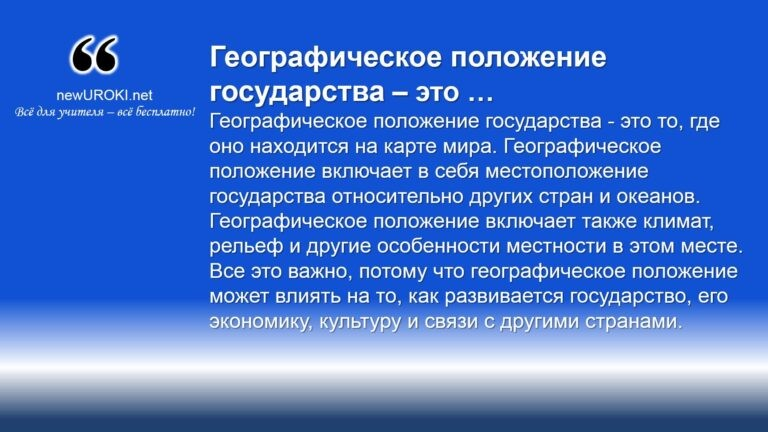 ❝
newUROKI.net
Всё для учителя – всё бесплатно!
Географическое положение
государства – это …
Географическое положение государства - это то, где
оно находится на карте мира. Географическое
положение включает в себя местоположение
государства относительно других стран и океанов.
Географическое положение включает также климат,
рельеф и другие особенности местности в этом месте.
Все это важно, потому что географическое положение
может влиять на то, как развивается государство, его
экономику, культуру и связи с другими странами.